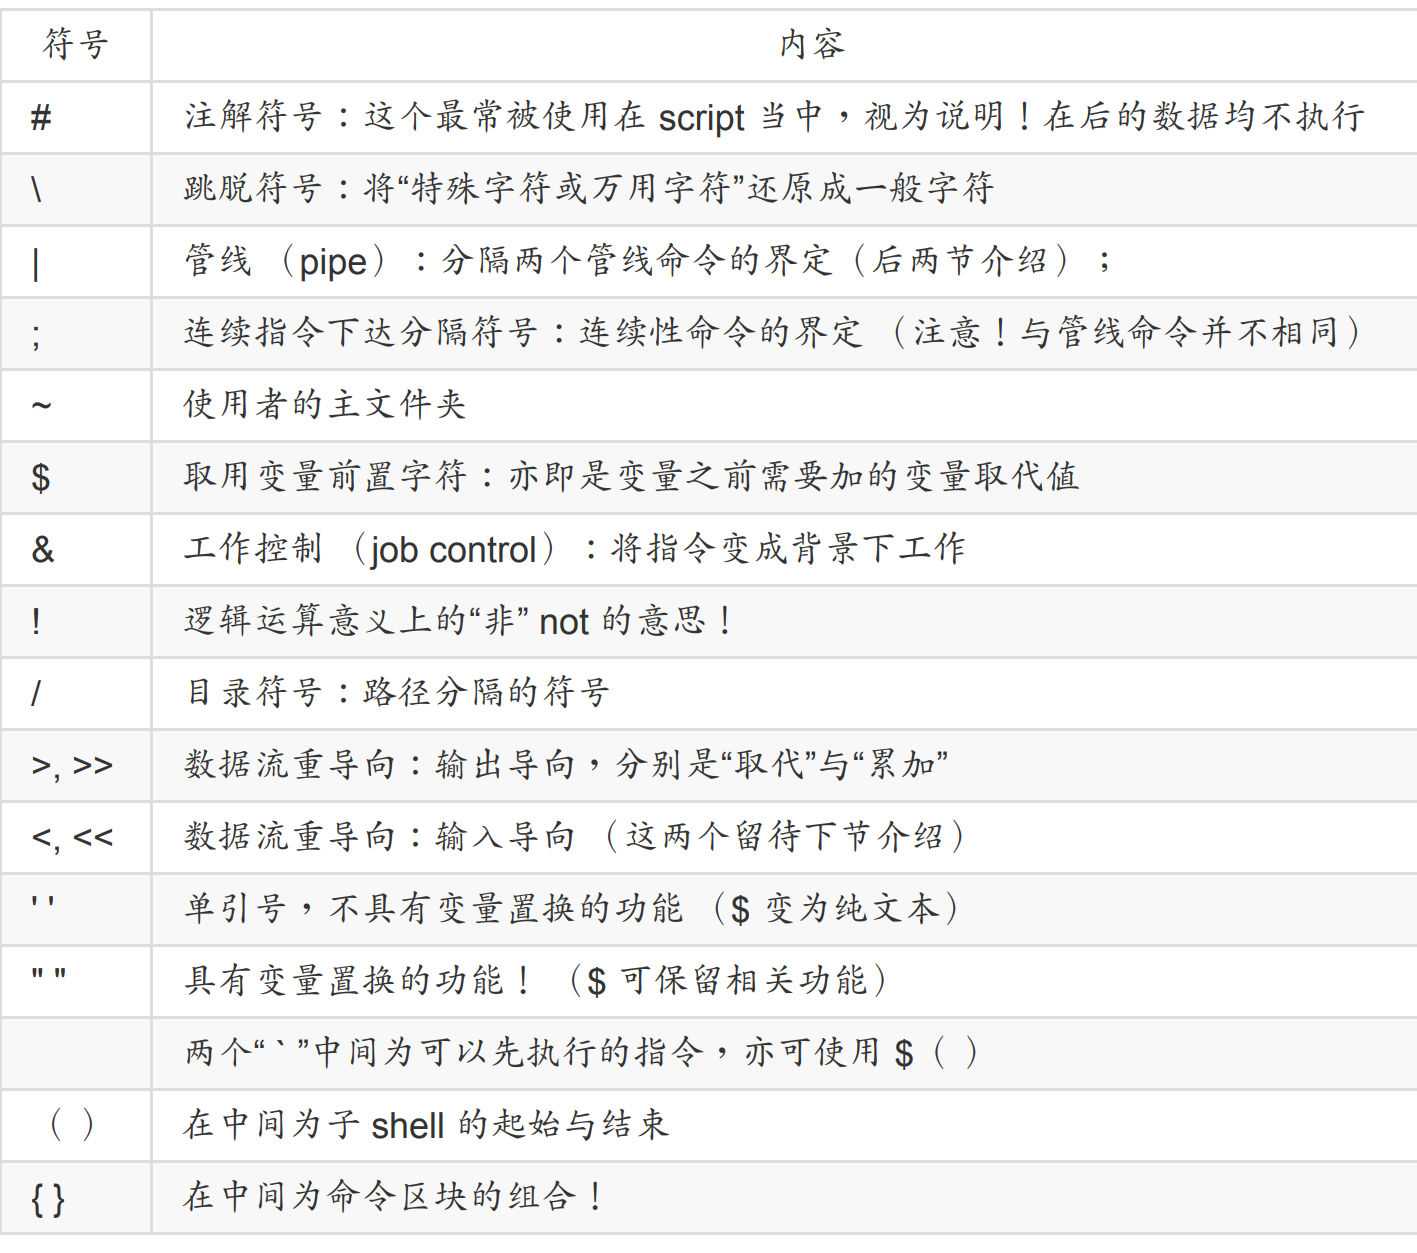 符号 内容
# 注解符号：这个最常被使用在 script 当中，视为说明！在后的数据均不执行
\ 跳脱符号：将“特殊字符或万用字符”还原成一般字符
| 管线 （pipe）：分隔两个管线命令的界定（后两节介绍）；
; 连续指令下达分隔符号：连续性命令的界定 （注意！与管线命令并不相同）
~ 使用者的主文件夹
$ 取用变量前置字符：亦即是变量之前需要加的变量取代值
& 工作控制 （job control）：将指令变成背景下工作
! 逻辑运算意义上的“非” not 的意思！
/ 目录符号：路径分隔的符号
>, >> 数据流重导向：输出导向，分别是“取代”与“累加”
<, << 数据流重导向：输入导向 （这两个留待下节介绍）
' ' 单引号，不具有变量置换的功能 （$ 变为纯文本）
" " 具有变量置换的功能！ （$ 可保留相关功能）
两个“ ` ”中间为可以先执行的指令，亦可使用 $（ ）
（ ） 在中间为子 shell 的起始与结束
{ } 在中间为命令区块的组合！